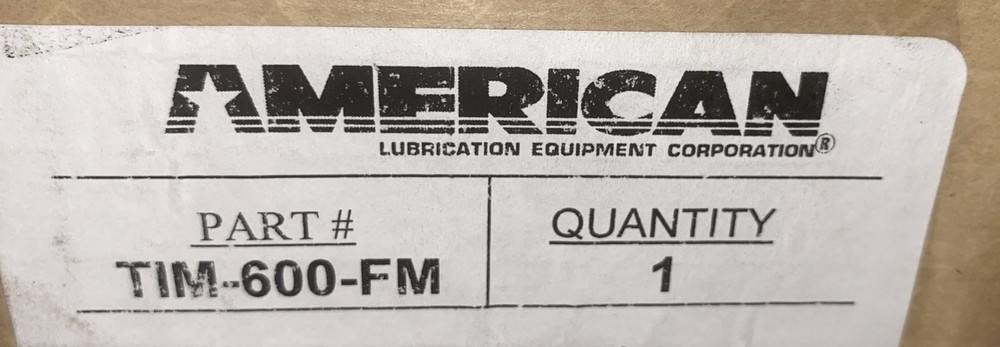 AMERICAN
LUBRICATION EQUIPMENT CORPORATION®
PART # QUANTITY
TIM-600-FM 1